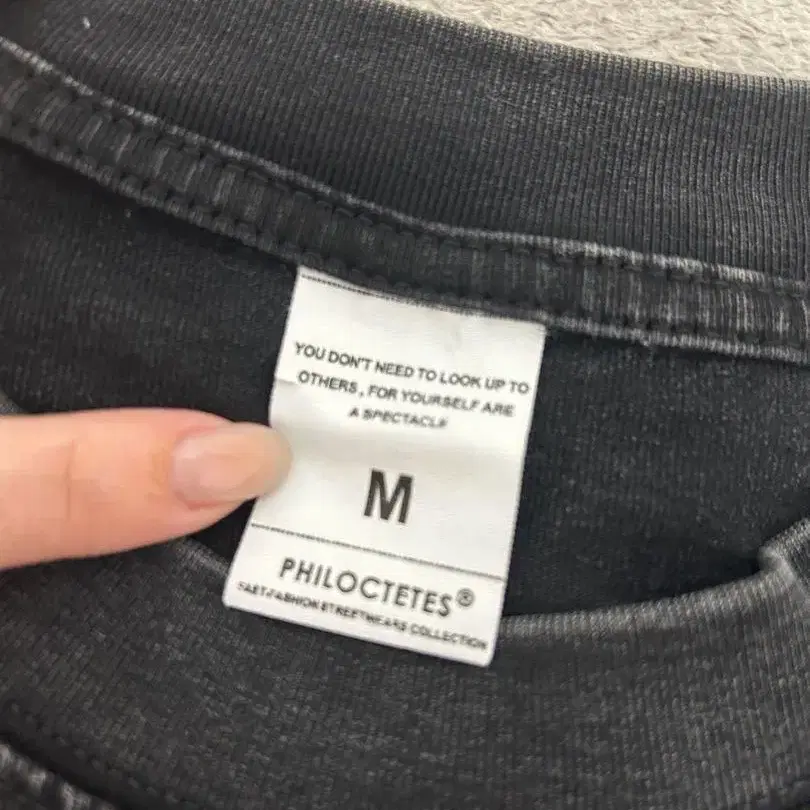 YOU DON'T NEED TO LOOK UP TO
OTHERS , FOR YOURSELF ARE
A SPECTACLE
M
PHILOCTETES®
FAST-FASHION STREETWEARS COLLECTION